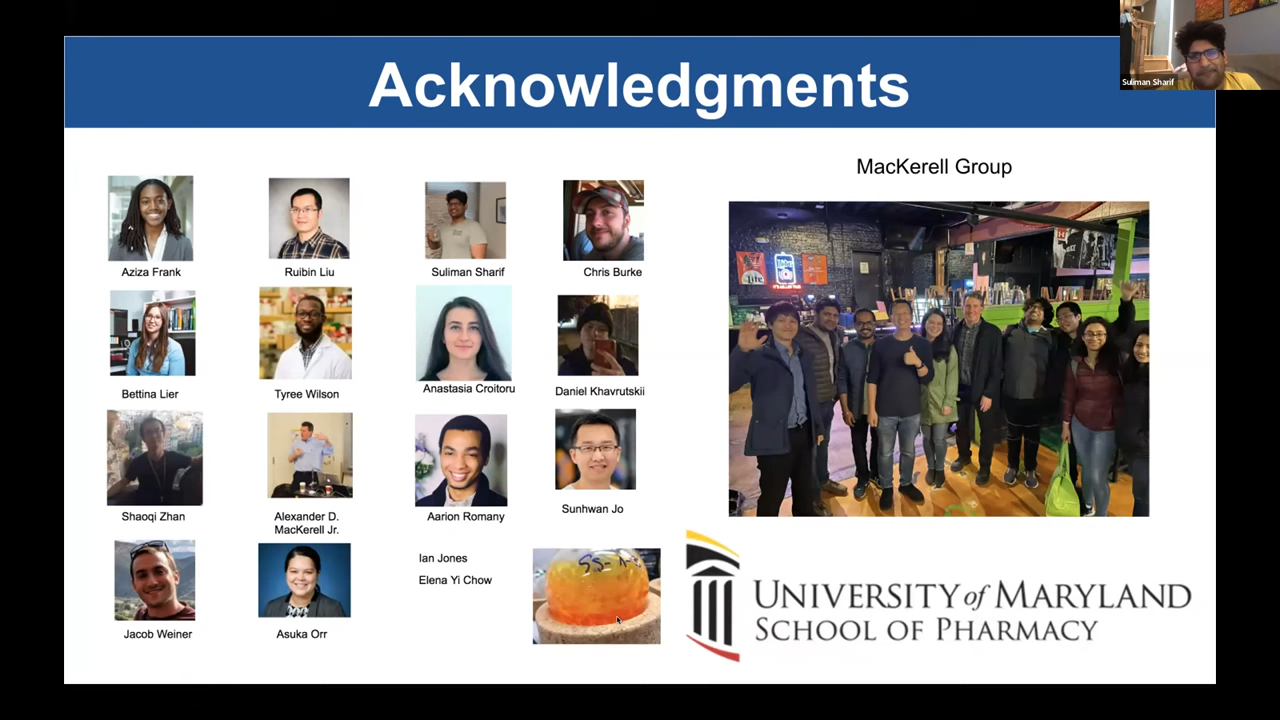 Acknowledgments
Suliman Sharif
MacKerell Group
Aziza Frank
Ruibin Liu
Suliman Sharif
Chris Burke
Bettina Lier
Tyree Wilson
Anastasia Croitoru
Daniel Khavrutskii
Shaoqi Zhan
Alexander D.
MacKerell Jr.
Aarion Romany
Sunhwan Jo
Jacob Weiner
Asuka Orr
Ian Jones
Elena Yi Chow
UNIVERSITY of MARYLAND
SCHOOL OF PHARMACY